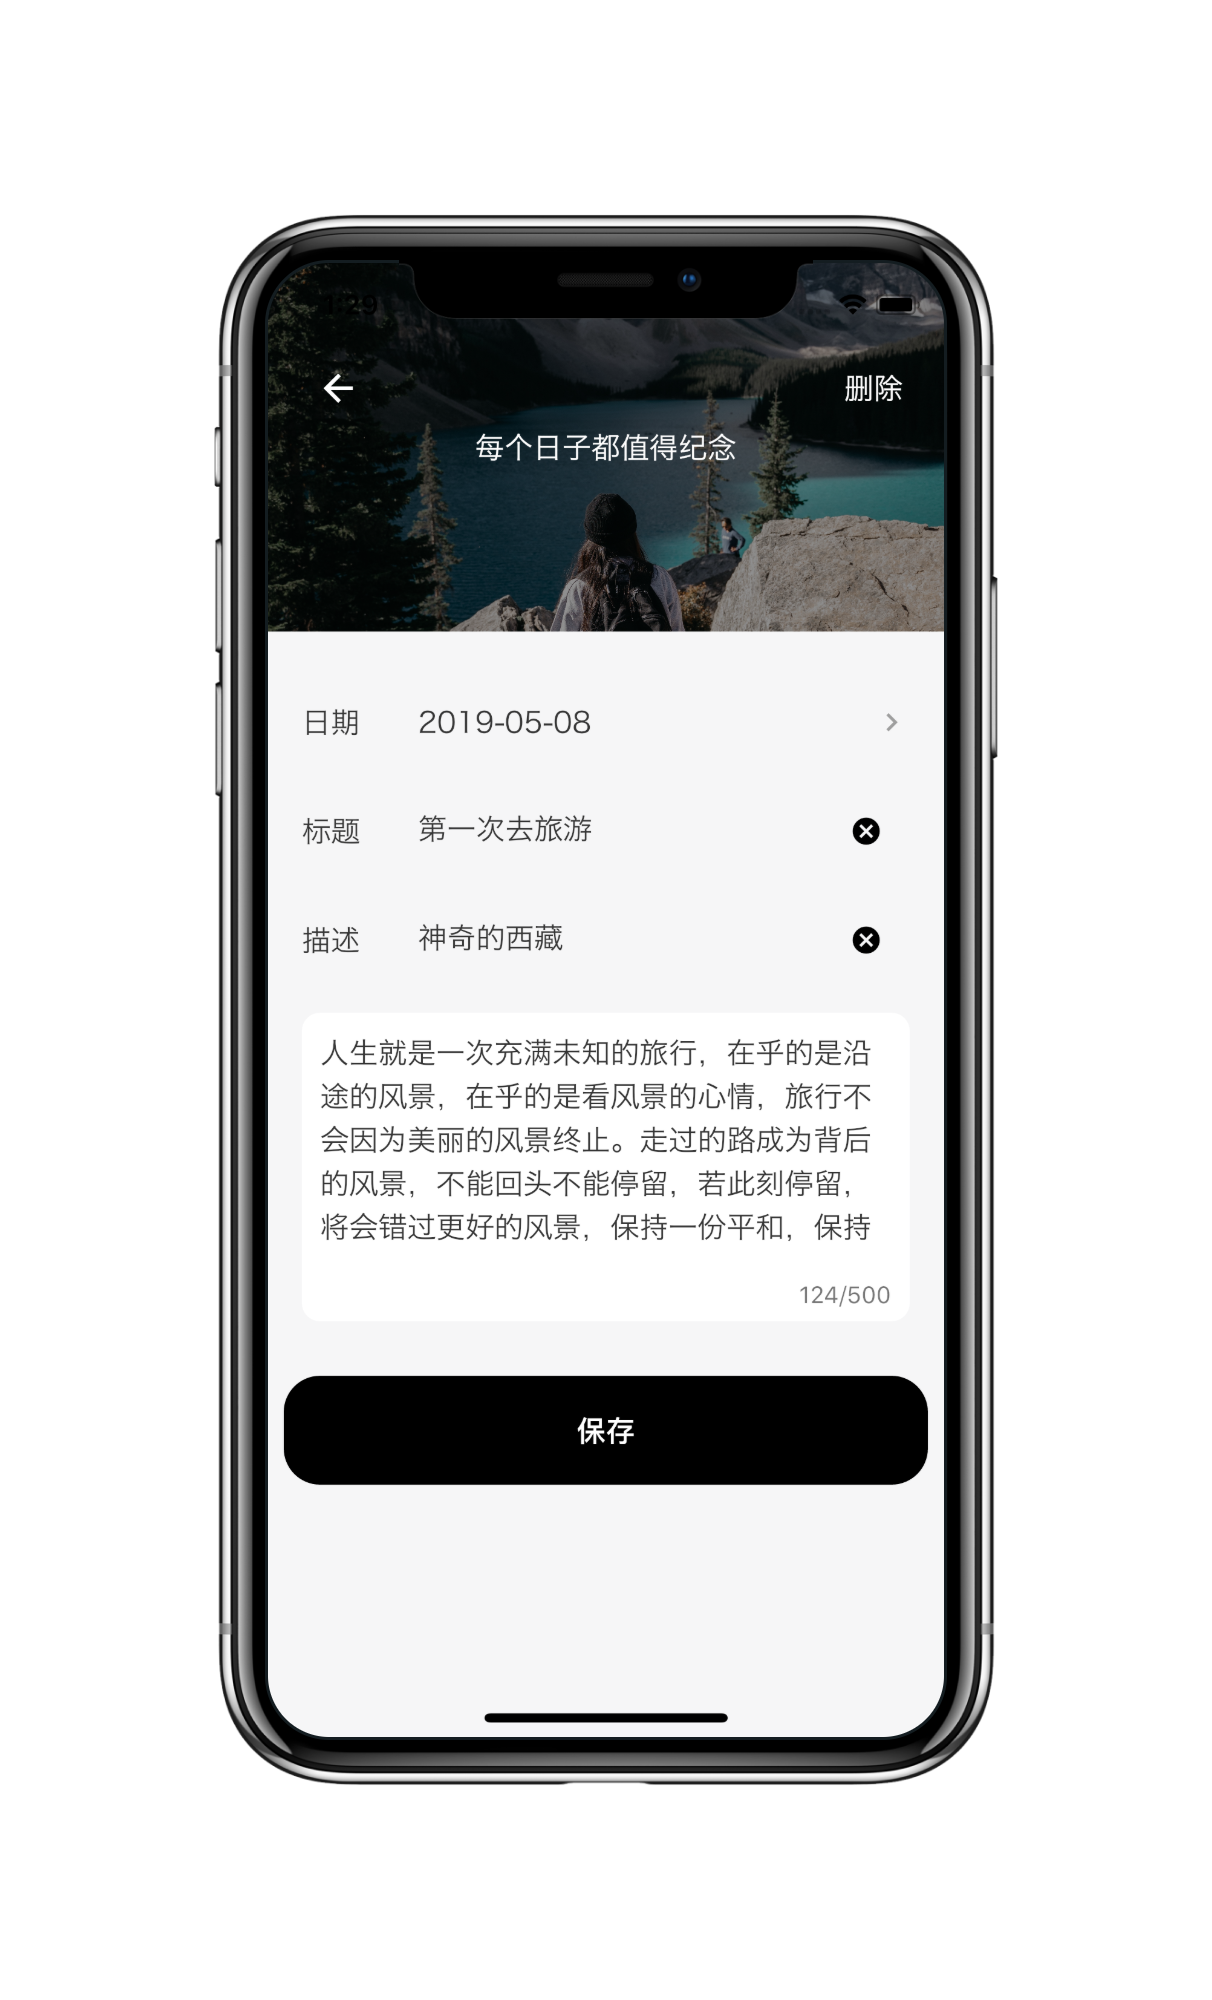 1:29
删除
每个日子都值得纪念
日期 2019-05-08
标题 第一次去旅游
描述 神奇的西藏
人生就是一次充满未知的旅行，在乎的是沿
途的风景，在乎的是看风景的心情，旅行不
会因为美丽的风景终止。走过的路成为背后
的风景，不能回头不能停留，若此刻停留，
将会错过更好的风景，保持一份平和，保持
124/500
保存